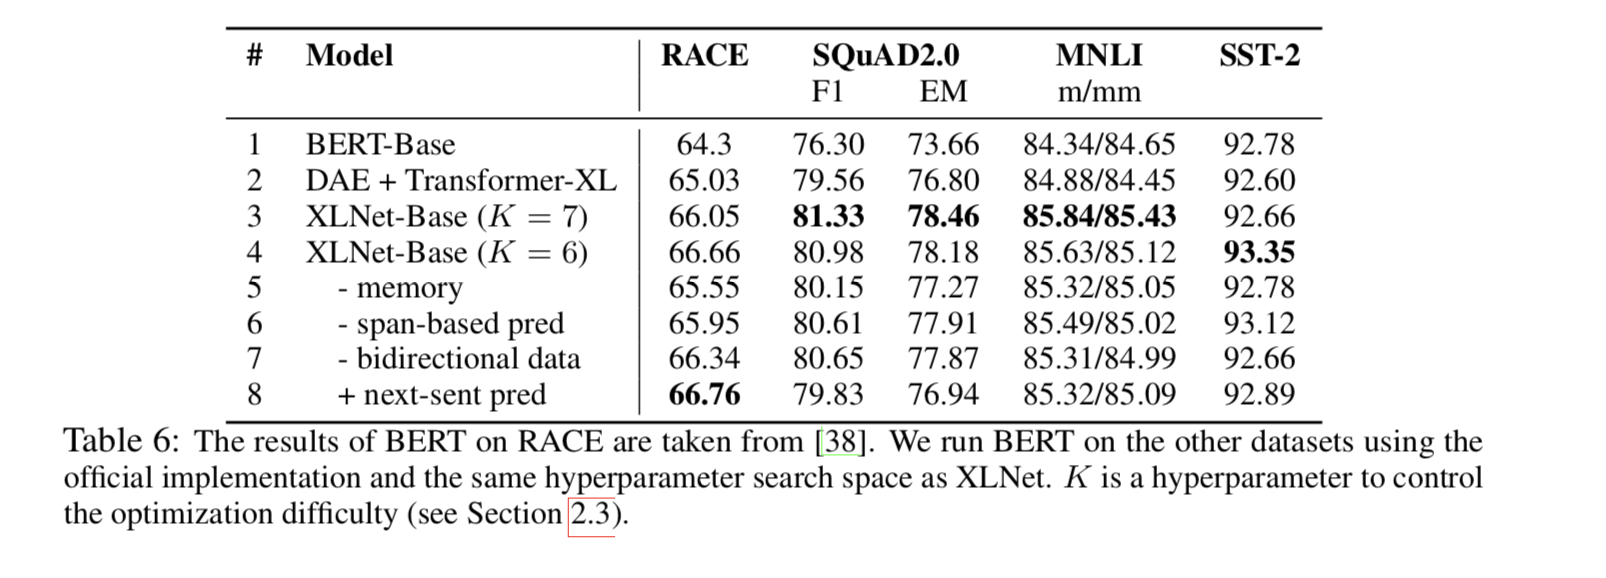 # Model RACE SQuAD2.0 MNLI SST-2
F1 EM m/mm
1 BERT-Base 64.3 76.30 73.66 84.34/84.65 92.78
2 DAE + Transformer-XL 65.03 79.56 76.80 84.88/84.45 92.60
3 XLNet-Base (K = 7) 66.05 81.33 78.46 85.84/85.43 92.66
4 XLNet-Base (K = 6) 66.66 80.98 78.18 85.63/85.12 93.35
5 - memory 65.55 80.15 77.27 85.32/85.05 92.78
6 - span-based pred 65.95 80.61 77.91 85.49/85.02 93.12
7 - bidirectional data 66.34 80.65 77.87 85.31/84.99 92.66
8 + next-sent pred 66.76 79.83 76.94 85.32/85.09 92.89
Table 6: The results of BERT on RACE are taken from [38]. We run BERT on the other datasets using the
official implementation and the same hyperparameter search space as XLNet. K is a hyperparameter to control
the optimization difficulty (see Section 2.3).